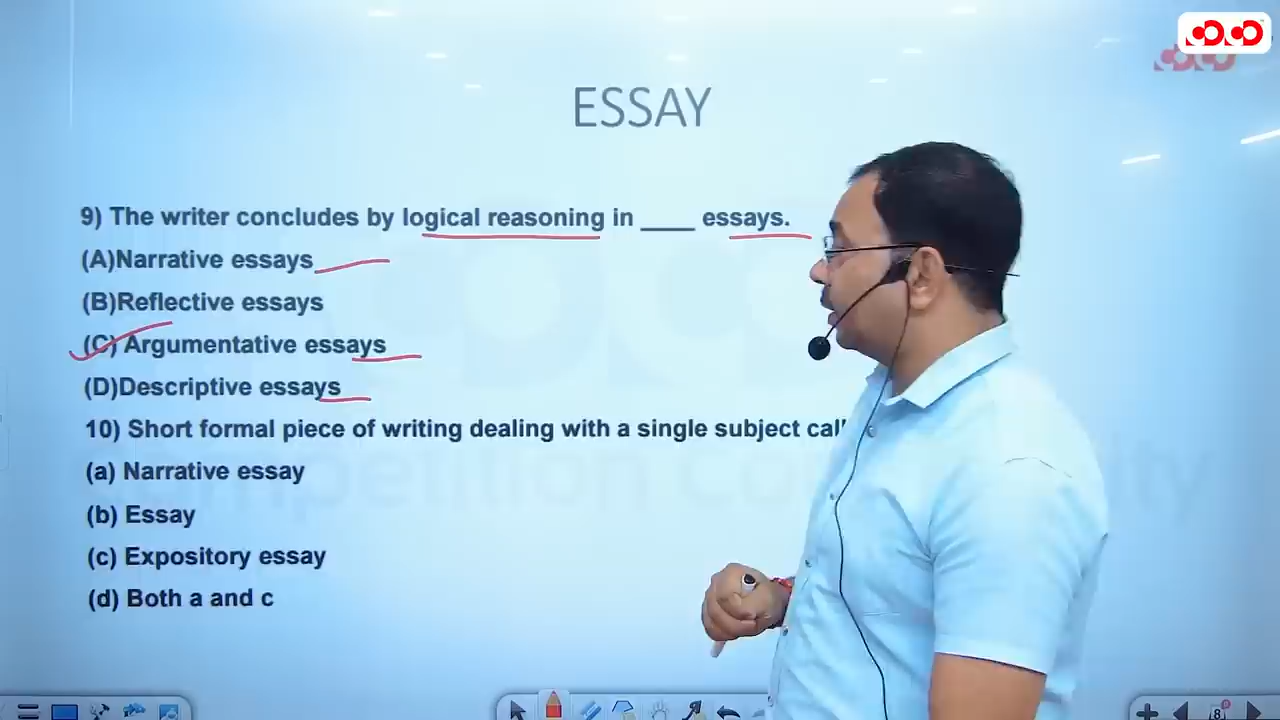 ESSAY
9) The writer concludes by logical reasoning in ____ essays.
(A)Narrative essays
(B)Reflective essays
(C) Argumentative essays
(D)Descriptive essays
10) Short formal piece of writing dealing with a single subject
(a) Narrative essay
(b) Essay
(c) Expository essay
(d) Both a and c
8